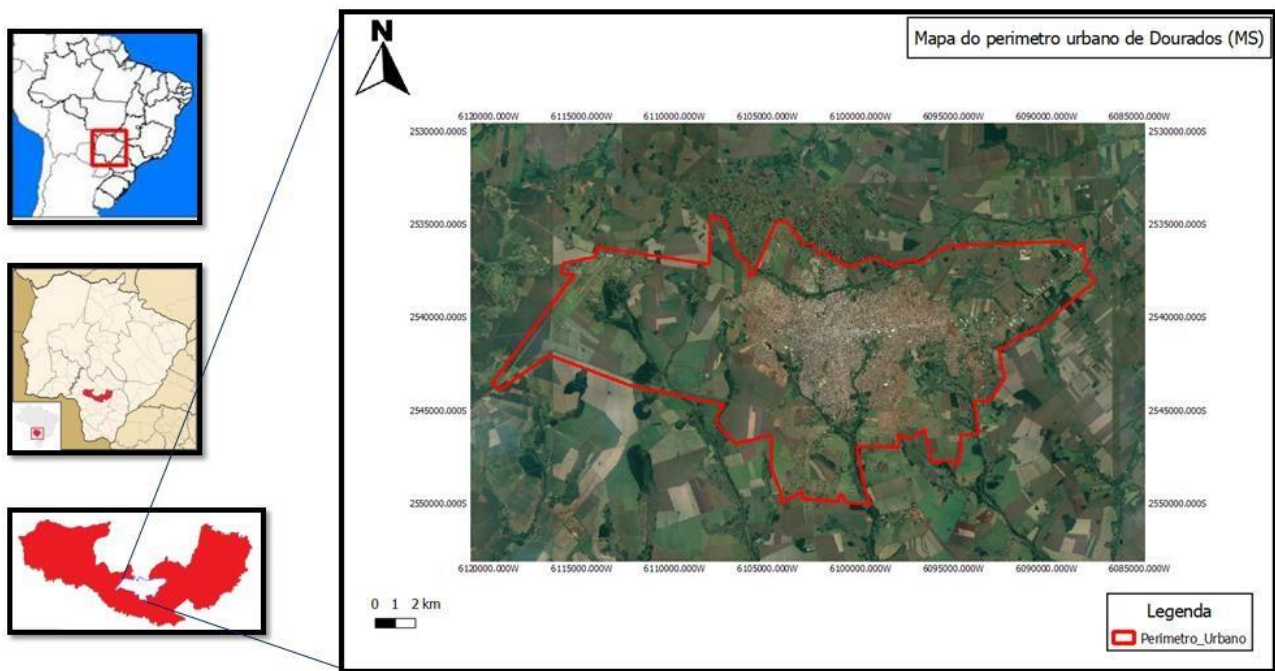 N
Mapa do perimetro urbano de Dourados (MS)
6120000.000W 6115000.000W 6110000.000W 6105000.000W 6100000.000W 6095000.000W 6090000.000W 6085000.000W
2530000.000S 2530000.000S
2535000.000S 2535000.000S
2540000.000S 2540000.000S
2545000.000S 2545000.000S
2550000.000S 2550000.000S
6120000.000W 6115000.000W 6110000.000W 6105000.000W 6100000.000W 6095000.000W 6090000.000W 6085000.000W
0 1 2 km
Legenda
Perímetro_Urbano